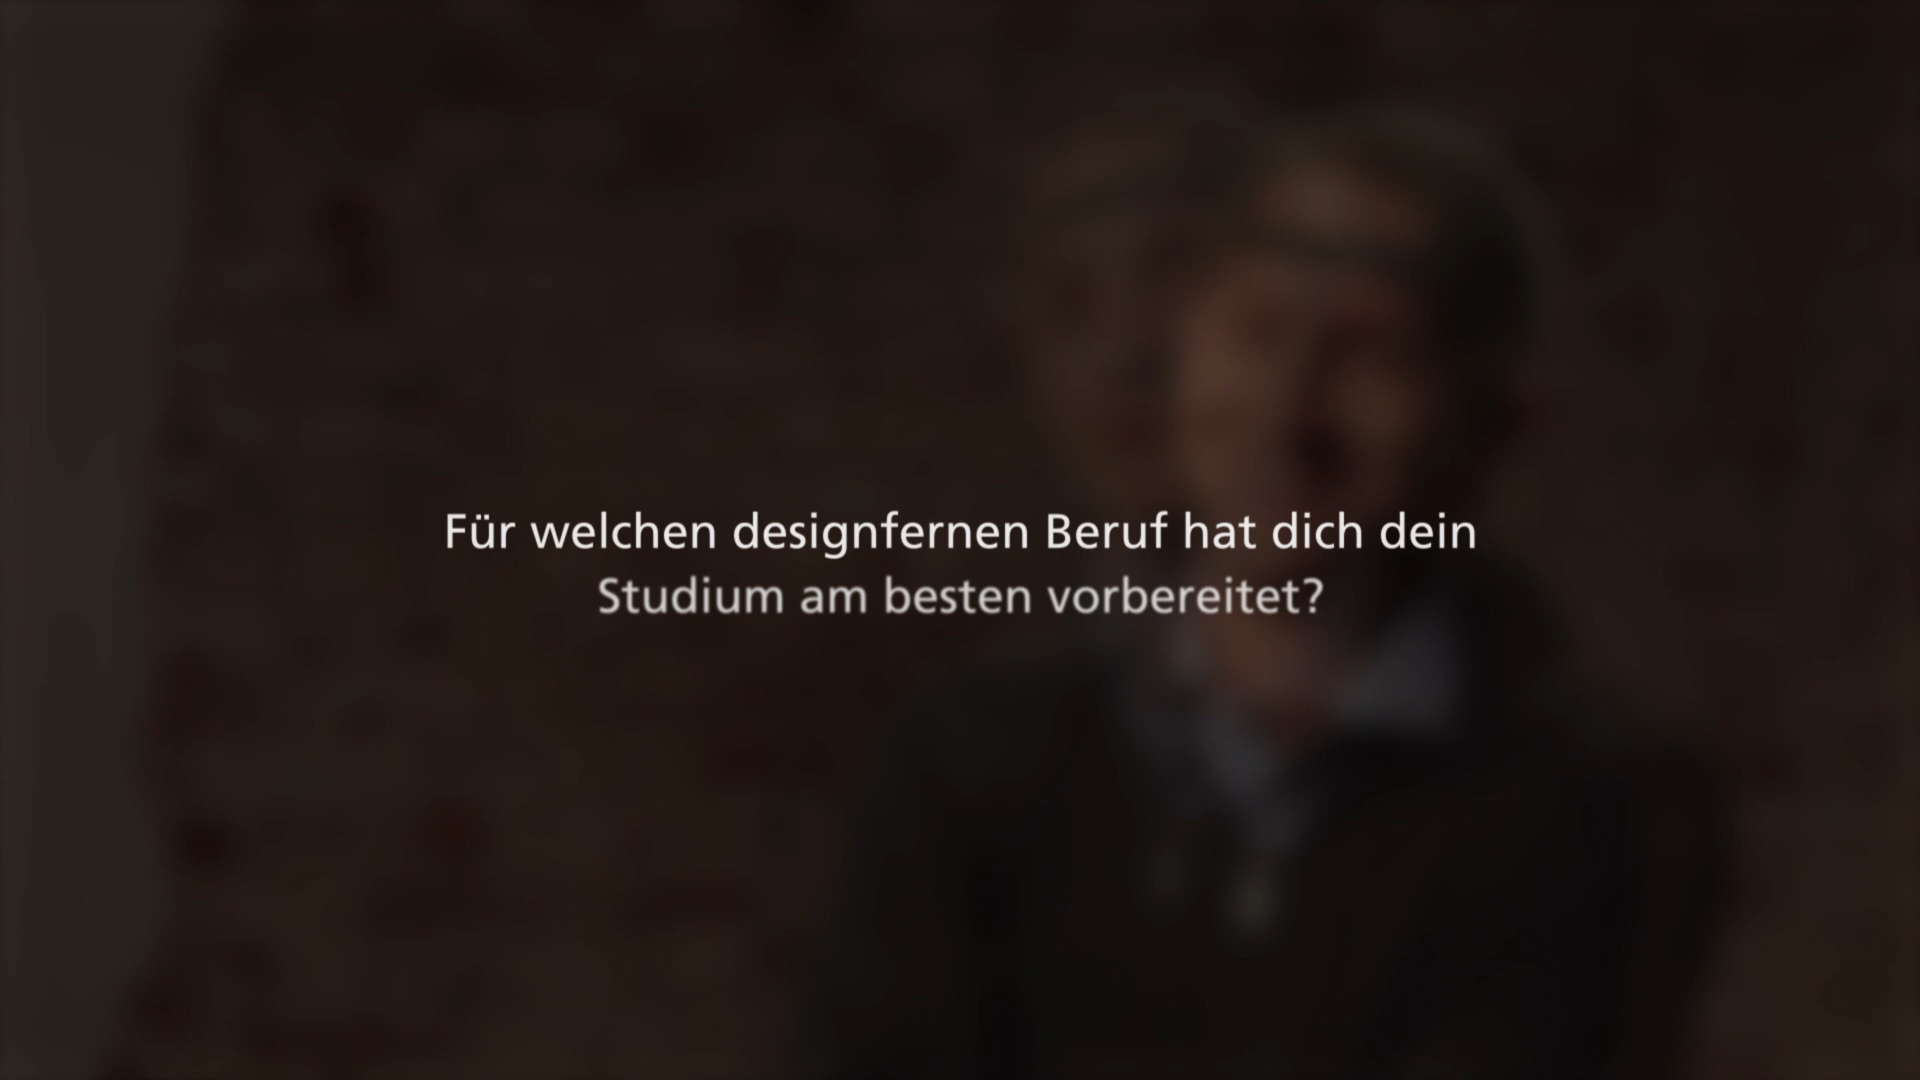 Für welchen designfernen Beruf hat dich dein
Studium am besten vorbereitet?